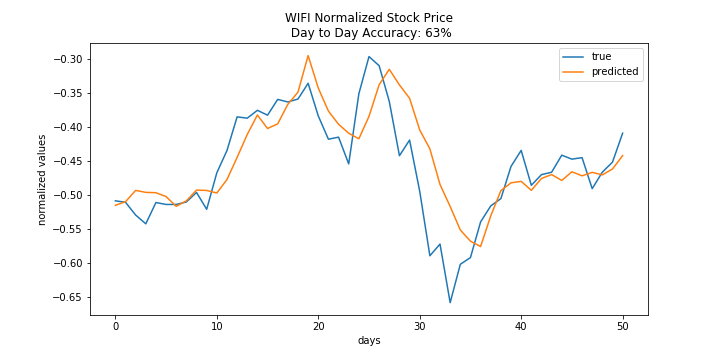 WIFI Normalized Stock Price
Day to Day Accuracy: 63%
true
predicted
−0.30
−0.35
−0.40
−0.45
−0.50
−0.55
−0.60
−0.65
normalized values
0 10 20 30 40 50
days